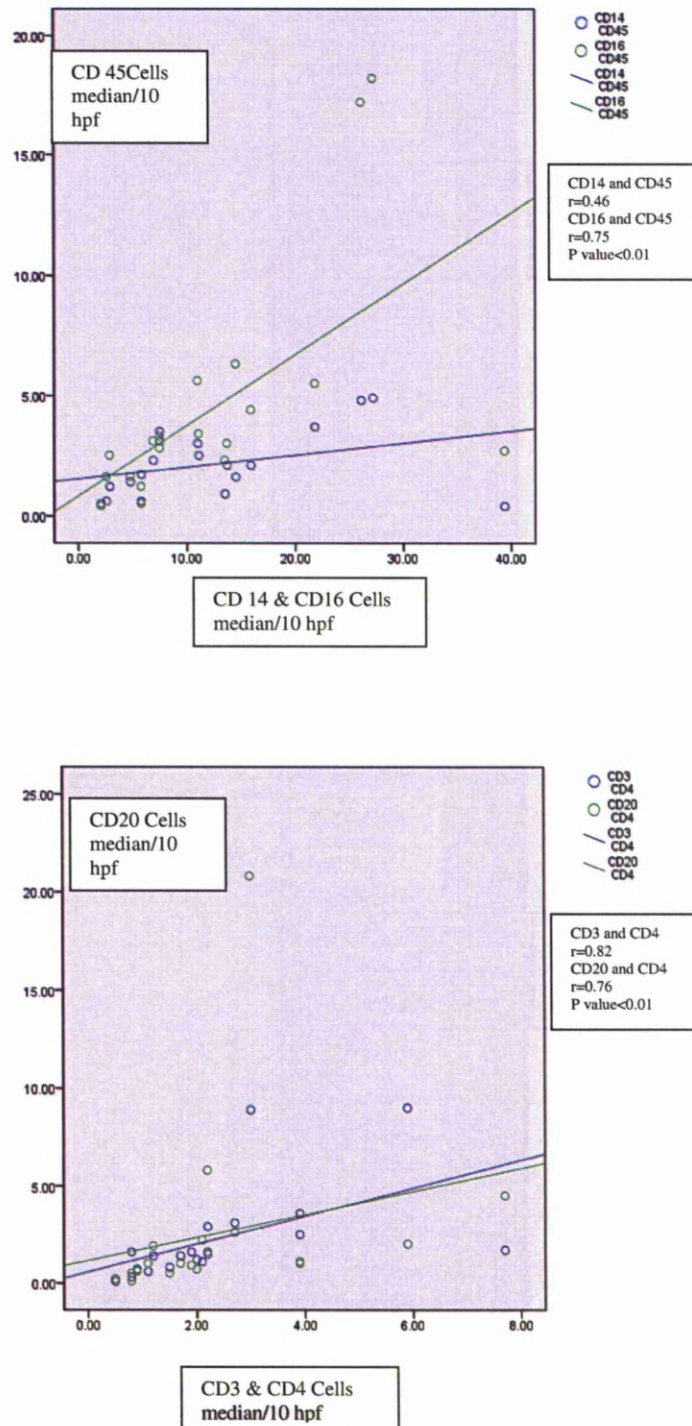 20.00
CD 45Cells
median/10
hpf
15.00
10.00
5.00
0.00
0.00 10.00 20.00 30.00 40.00
CD 14 & CD16 Cells
median/10 hpf
CD14
CD45
CD16
CD45
CD14
CD45
CD16
CD45
CD14 and CD45
r=0.46
CD16 and CD45
r=0.75
P value<0.01
25.00
CD20 Cells
median/10
hpf
20.00
15.00
10.00
5.00
0.00
0.00 2.00 4.00 6.00 8.00
CD3 & CD4 Cells
median/10 hpf
CD3
CD4
CD20
CD4
CD3
CD4
CD20
CD4
CD3 and CD4
r=0.82
CD20 and CD4
r=0.76
P value<0.01